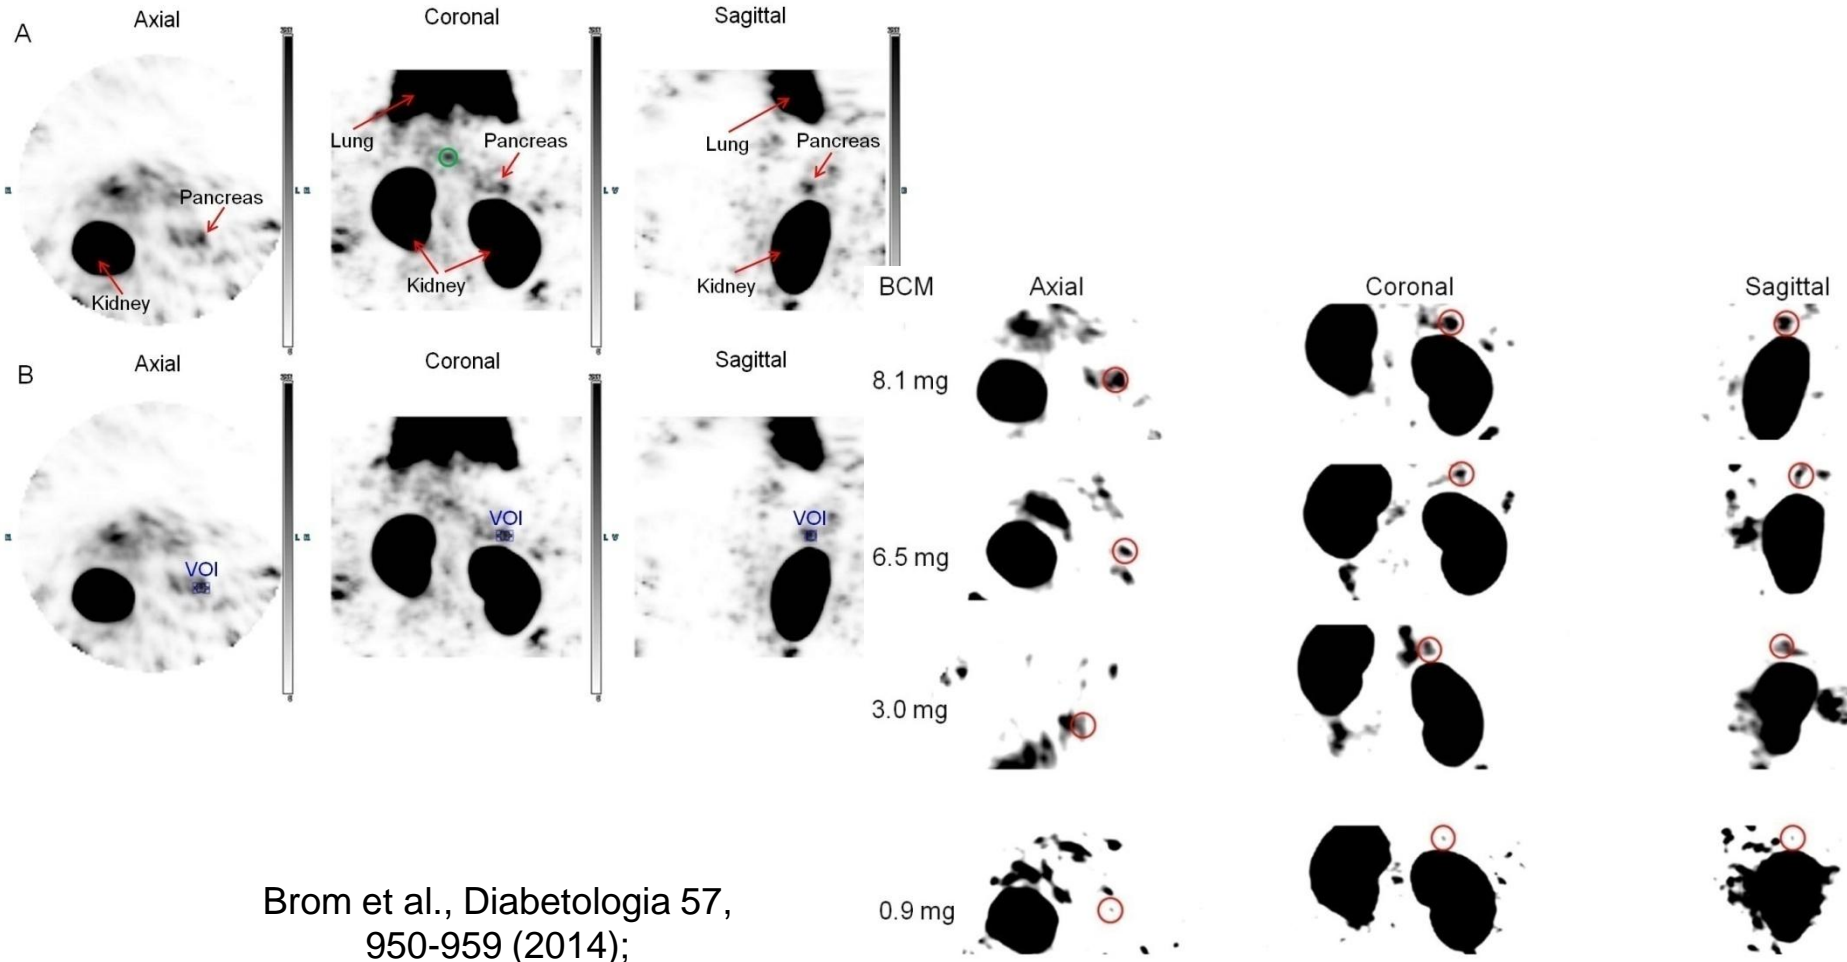 A
Axial
Coronal
Sagittal
Lung
Pancreas
Lung
Pancreas
Pancreas
Kidney
Kidney
Kidney
B
Axial
Coronal
Sagittal
VOI
VOI
VOI
BCM
Axial
Coronal
Sagittal
8.1 mg
6.5 mg
3.0 mg
0.9 mg
Brom et al., Diabetologia 57,
950-959 (2014);